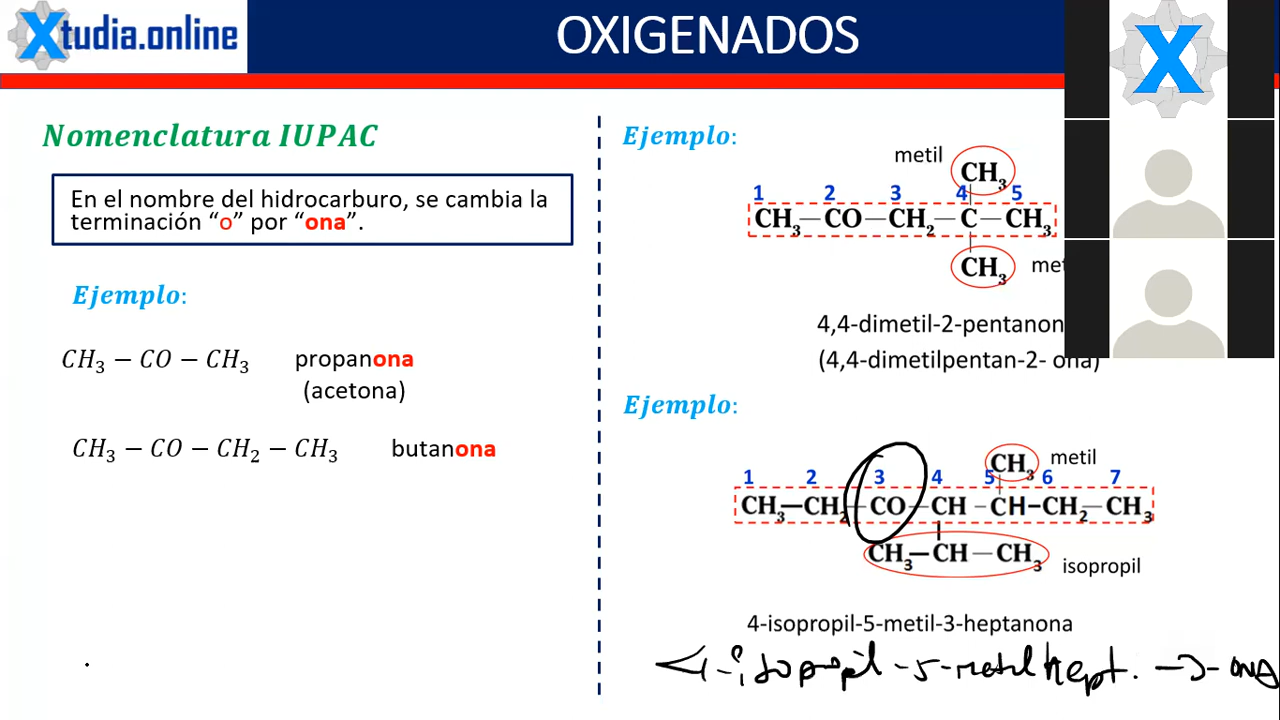 Xtudia.online
OXIGENADOS
X
Nomenclatura IUPAC
En el nombre del hidrocarburo, se cambia la
terminación “o” por “ona”.
Ejemplo:
CH₃ − CO − CH₃ propanona
(acetona)
CH₃ − CO − CH₂ − CH₃ butanona
Ejemplo:
metil
CH₃
1 2 3 4 5
CH₃—CO—CH₂—C—CH₃
CH₃
4,4-dimetil-2-pentanon
(4,4-dimetilpentan-2- ona)
Ejemplo:
CH₃ metil
1 2 3 4 5 6 7
CH₃—CH₂—CO—CH—CH—CH₂—CH₃
CH₃—CH—CH₃
isopropil
4-isopropil-5-metil-3-heptanona
4-isopropil-5-metil hept. -3-ona